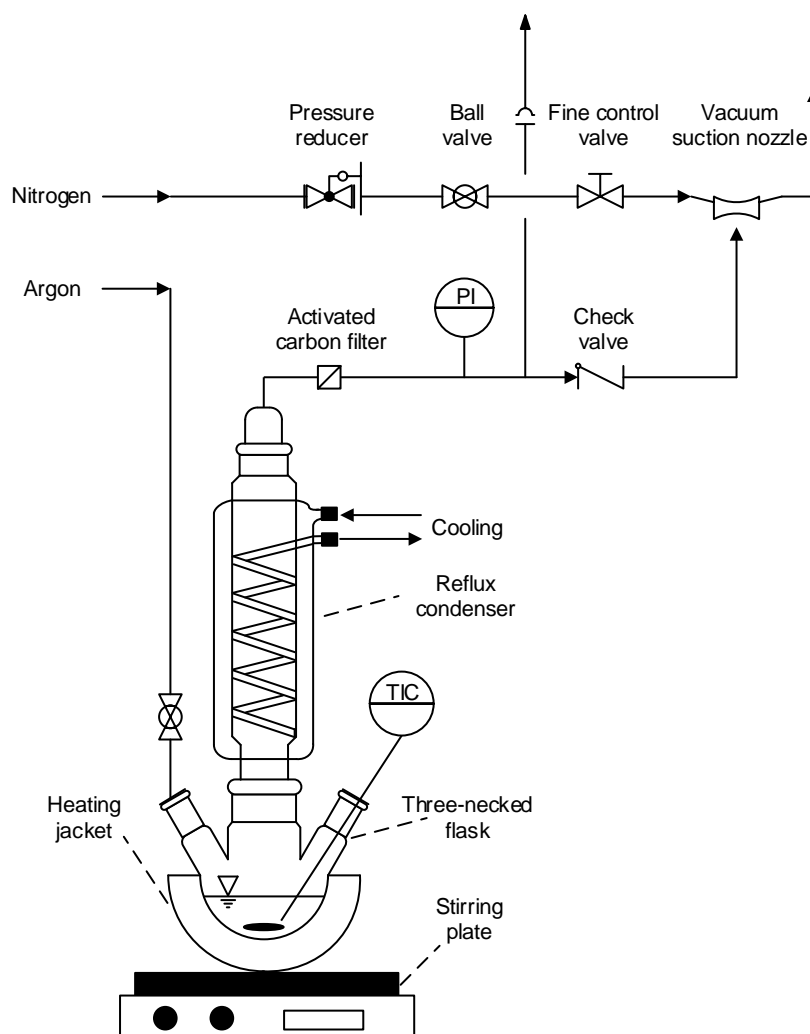 Pressure
reducer
Ball
valve
Fine control
valve
Vacuum
suction nozzle
Nitrogen
Argon
PI
Activated
carbon filter
Check
valve
Cooling
Reflux
condenser
TIC
Heating
jacket
Three-necked
flask
Stirring
plate